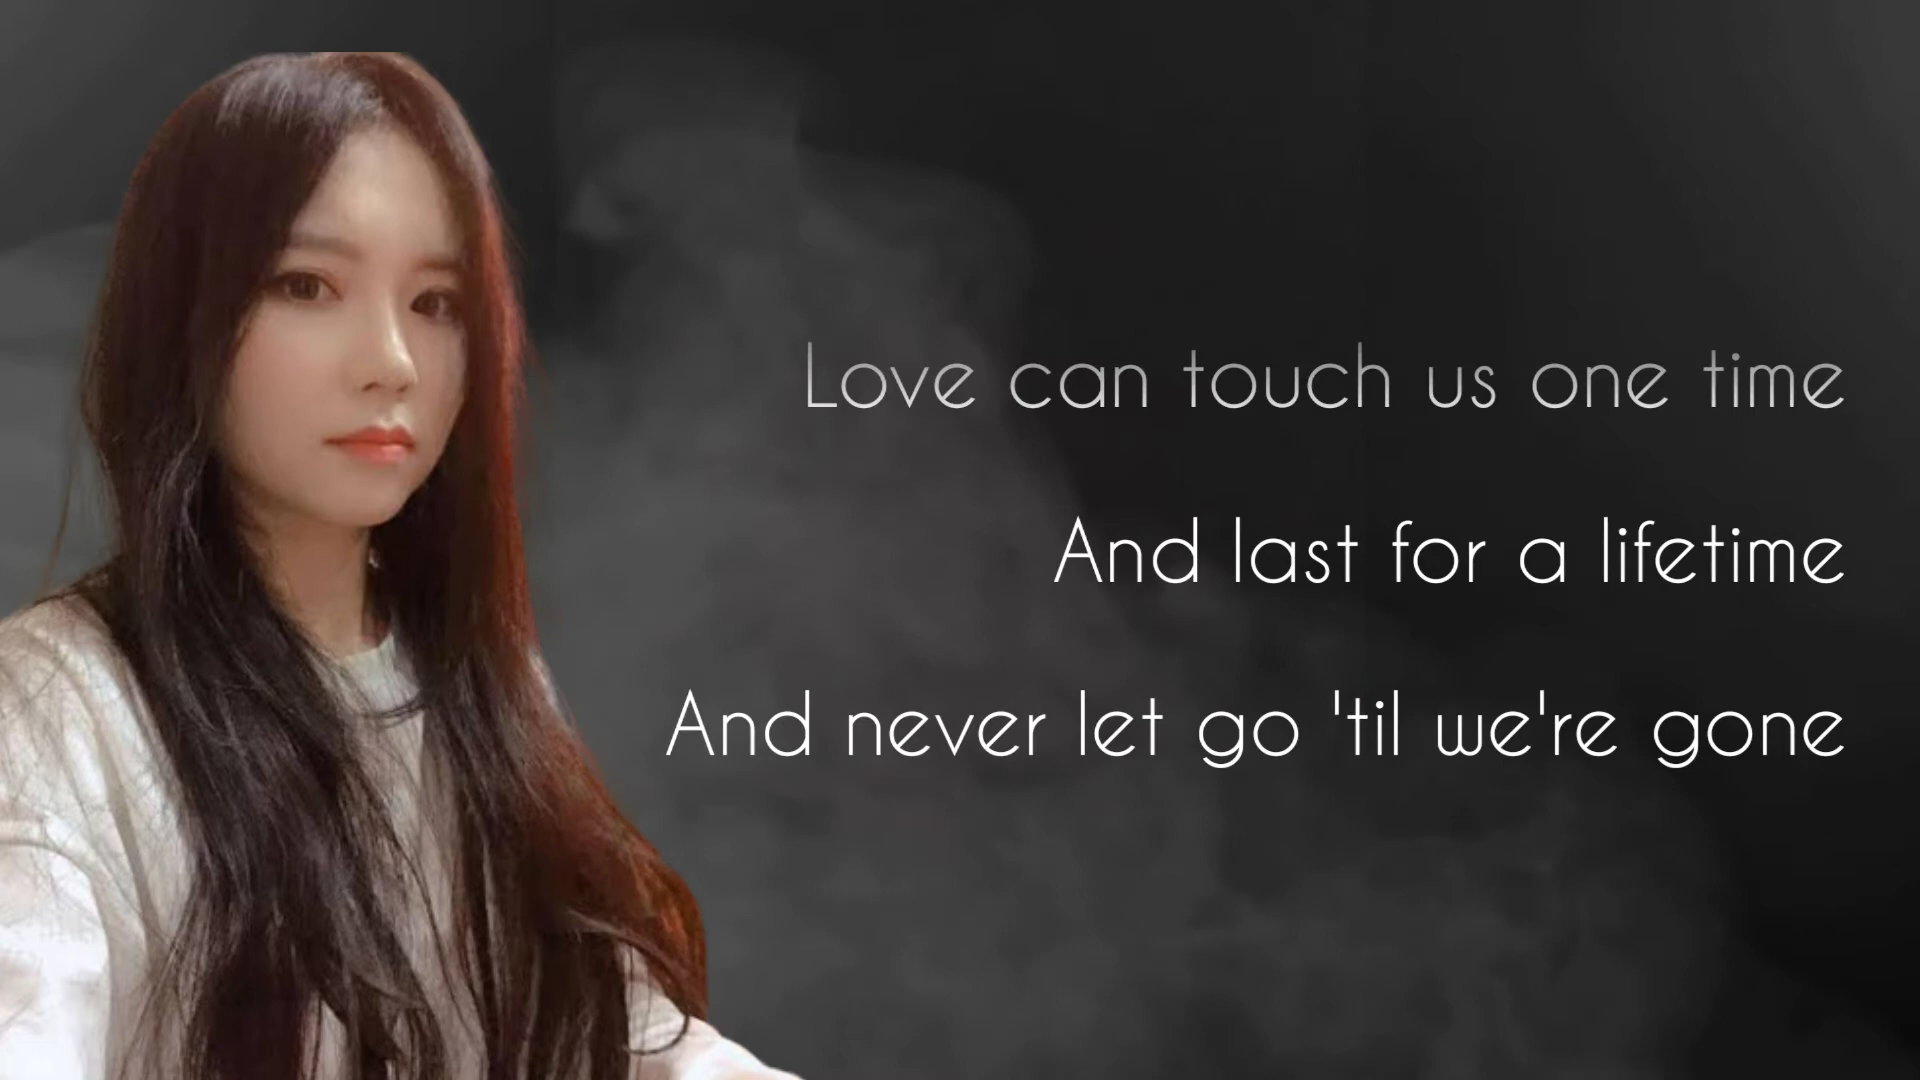 Love can touch us one time
And last for a lifetime
And never let go 'til we're gone